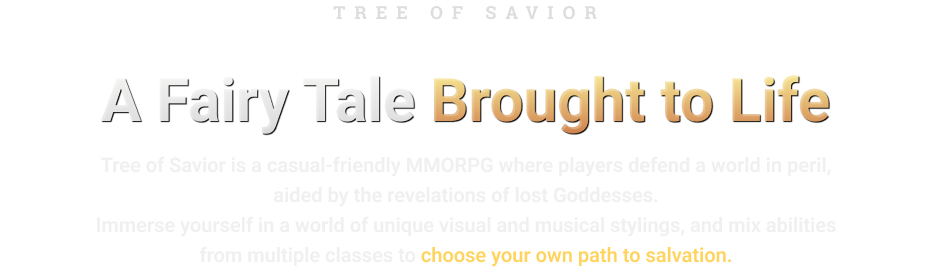 TREE OF SAVIOR
A Fairy Tale Brought to Life
Tree of Savior is a casual-friendly MMORPG where players defend a world in peril,
aided by the revelations of lost Goddesses.
Immerse yourself in a world of unique visual and musical stylings, and mix abilities
from multiple classes to choose your own path to salvation.